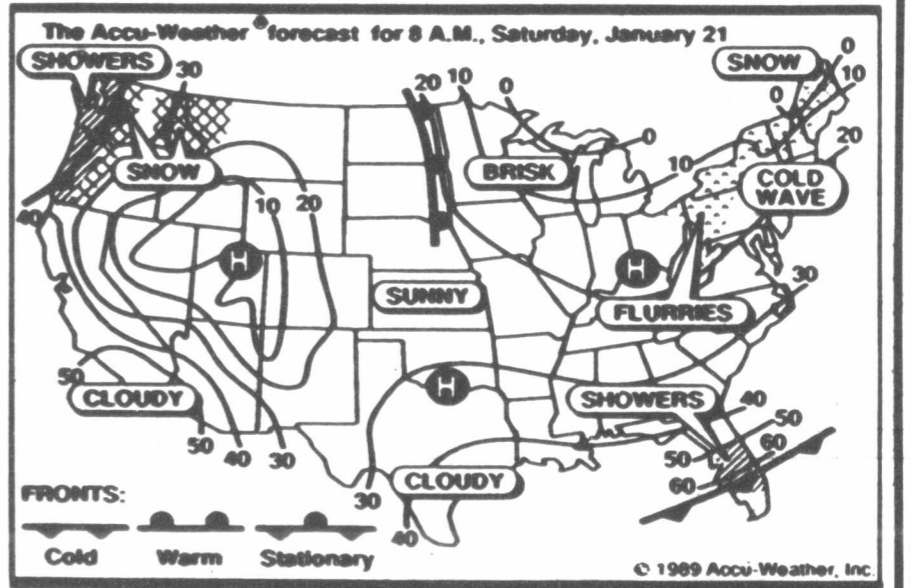 The Accu-Weather® forecast for 8 A.M., Saturday, January 21
SHOWERS
30
SNOW
20
10
0
BRISK
0
10
SNOW
0
0
10
20
COLD
WAVE
40
10
20
H
SUNNY
H
FLURRIES
30
50
CLOUDY
50
40
30
H
30
CLOUDY
40
SHOWERS
40
50
60
50
60
FRONTS:
Cold
Warm
Stationary
© 1989 Accu-Weather, Inc.